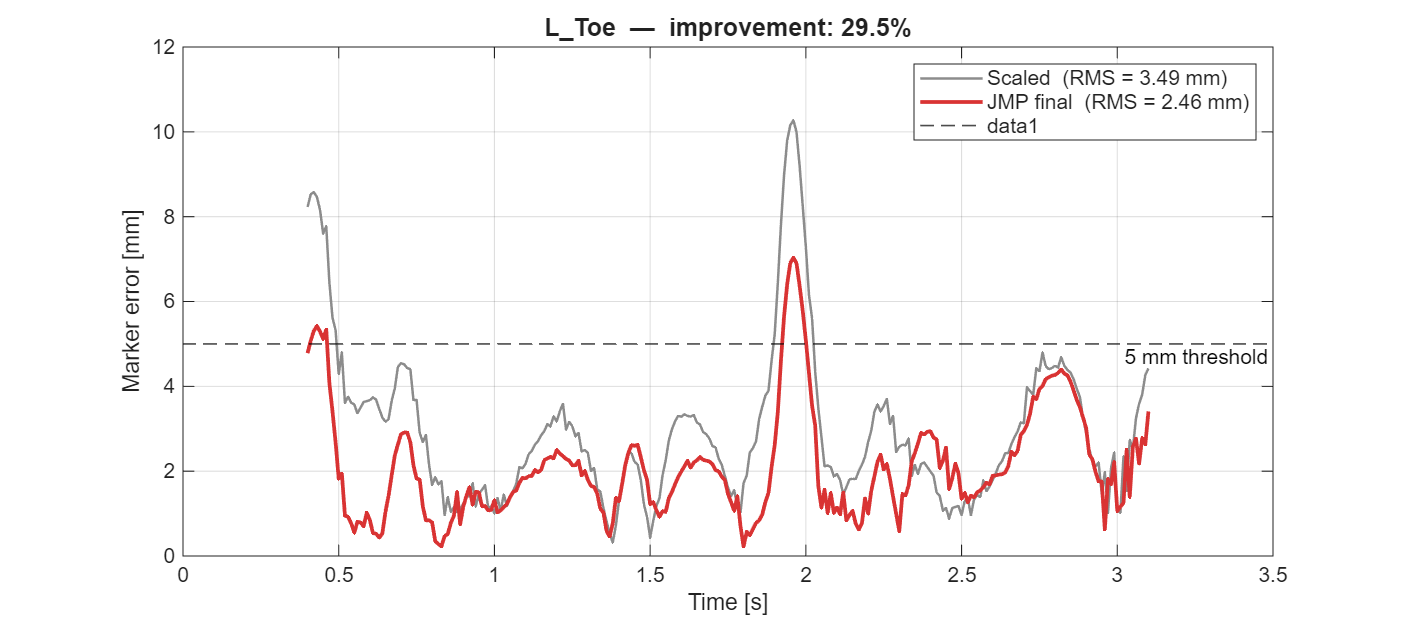 L_Toe — improvement: 29.5%
Scaled (RMS = 3.49 mm)
JMP final (RMS = 2.46 mm)
data1
5 mm threshold
Marker error [mm]
12
10
8
6
4
2
0
0 0.5 1 1.5 2 2.5 3 3.5
Time [s]